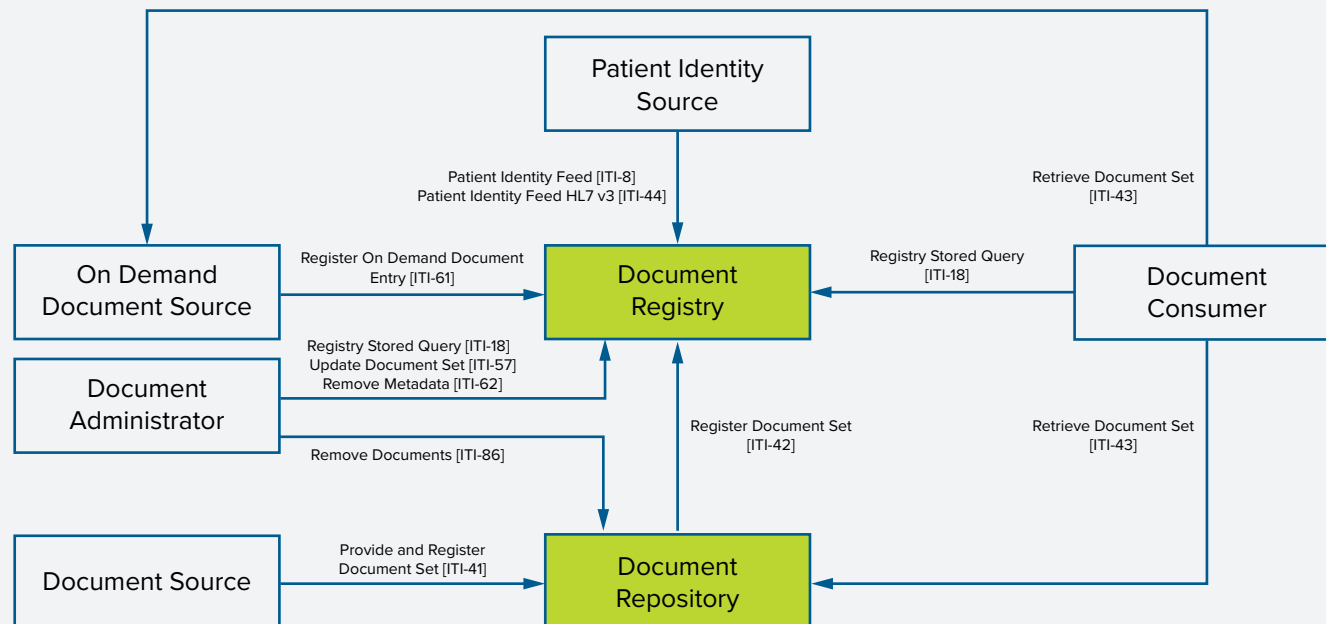 Patient Identity
Source
Patient Identity Feed [ITI-8]
Patient Identity Feed HL7 v3 [ITI-44]
Retrieve Document Set
[ITI-43]
On Demand
Document Source
Register On Demand Document
Entry [ITI-61]
Document
Registry
Registry Stored Query
[ITI-18]
Document
Consumer
Registry Stored Query [ITI-18]
Update Document Set [ITI-57]
Remove Metadata [ITI-62]
Document
Administrator
Remove Documents [ITI-86]
Register Document Set
[ITI-42]
Retrieve Document Set
[ITI-43]
Document Source
Provide and Register
Document Set [ITI-41]
Document
Repository